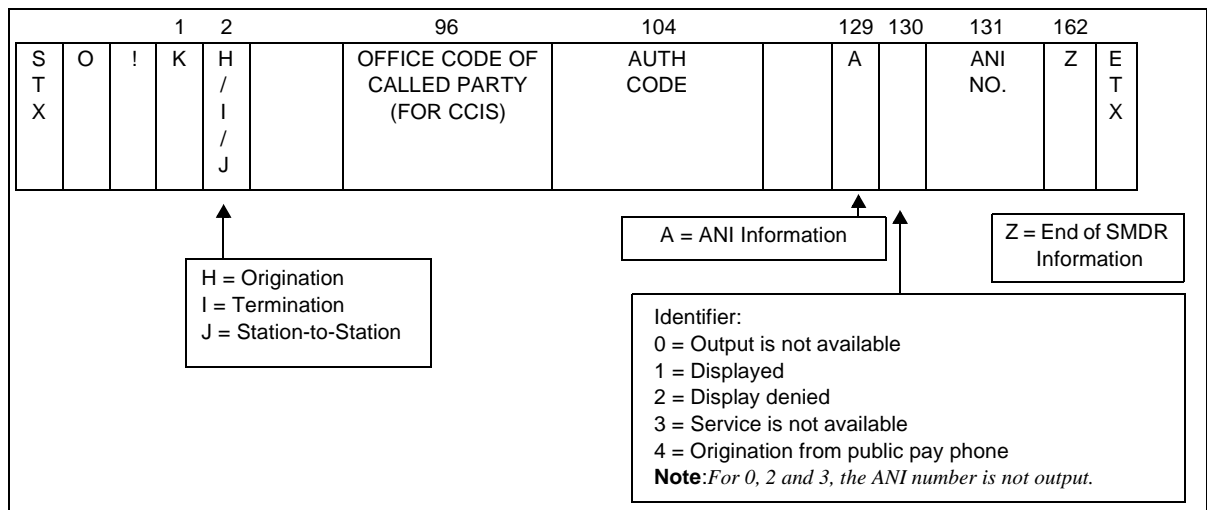 1 2 96 104 129 130 131 162
S O ! K H OFFICE CODE OF AUTH A ANI Z E
T / CALLED PARTY CODE NO. T
X I (FOR CCIS) X
/
J
A = ANI Information
Z = End of SMDR
Information
H = Origination
I = Termination
J = Station-to-Station
Identifier:
0 = Output is not available
1 = Displayed
2 = Display denied
3 = Service is not available
4 = Origination from public pay phone
Note:For 0, 2 and 3, the ANI number is not output.